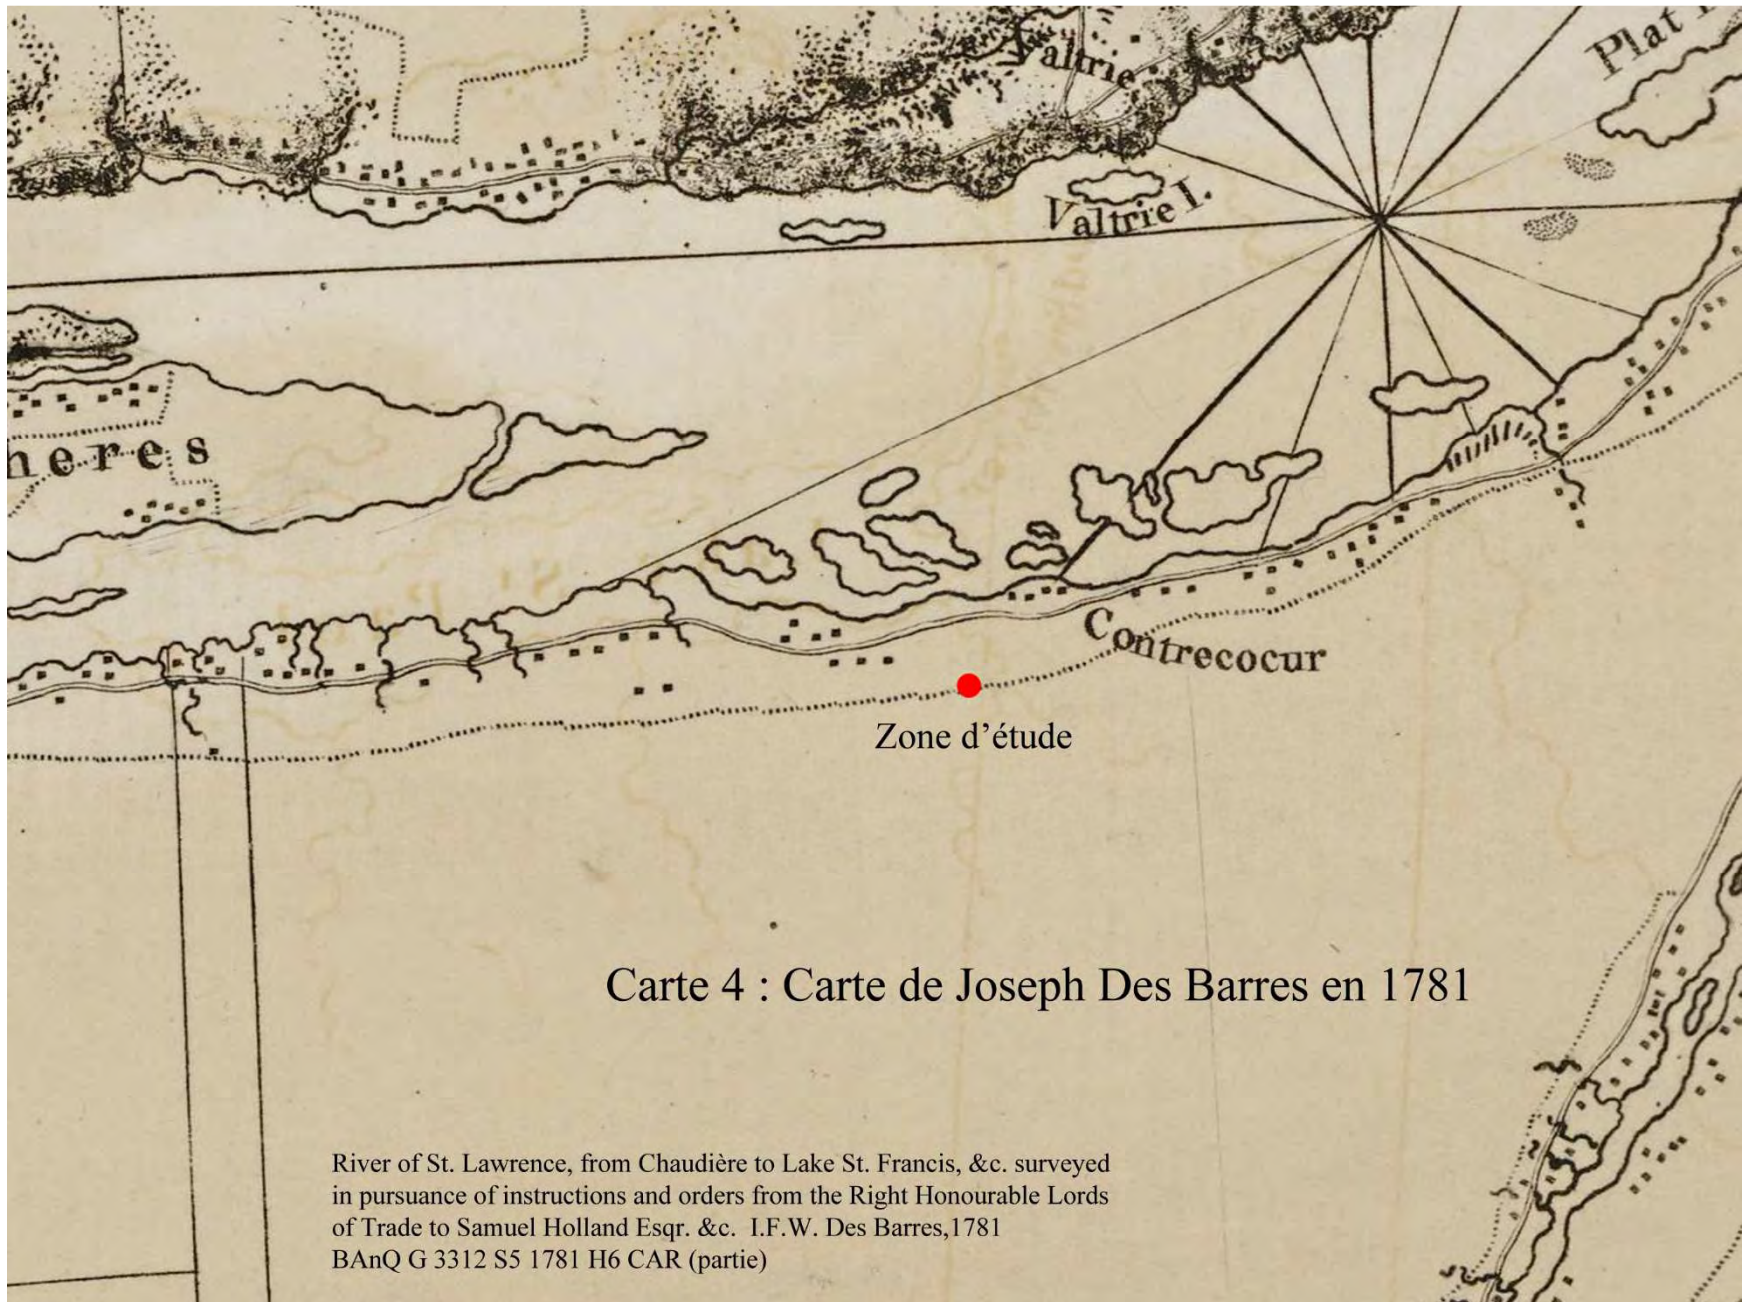 Valtrie
Plat
Valtrie I.
neres
Contrecocur
Zone d'étude
Carte 4 : Carte de Joseph Des Barres en 1781
River of St. Lawrence, from Chaudière to Lake St. Francis, &c. surveyed
in pursuance of instructions and orders from the Right Honourable Lords
of Trade to Samuel Holland Esqr. &c.  I.F.W. Des Barres,1781
BAnQ G 3312 S5 1781 H6 CAR (partie)